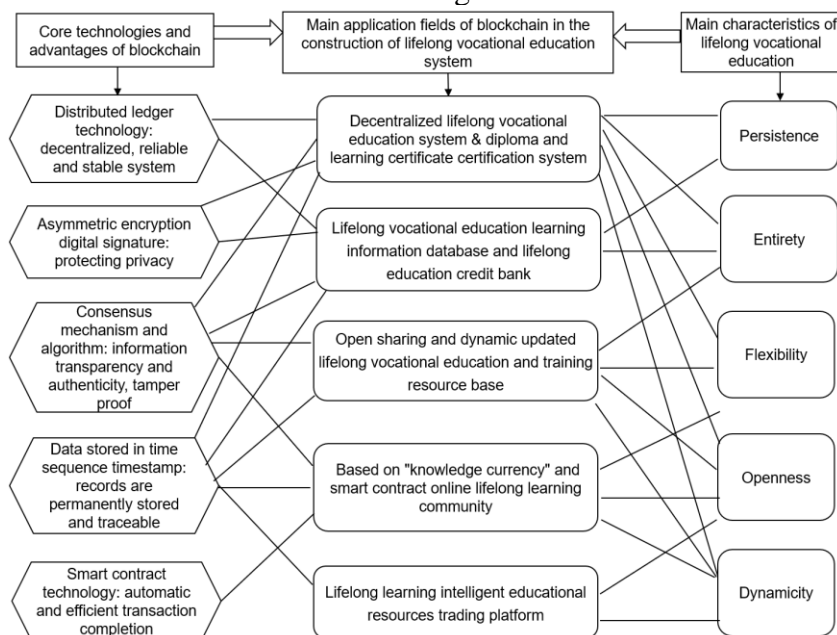 Core technologies and
advantages of blockchain
Main application fields of blockchain in the
construction of lifelong vocational education
system
Main characteristics of
lifelong vocational
education
Distributed ledger
technology:
decentralized, reliable
and stable system
Decentralized lifelong vocational
education system & diploma and
learning certificate certification system
Persistence
Asymmetric encryption
digital signature:
protecting privacy
Lifelong vocational education learning
information database and lifelong
education credit bank
Entirety
Consensus
mechanism and
algorithm: information
transparency and
authenticity, tamper
proof
Open sharing and dynamic updated
lifelong vocational education and training
resource base
Flexibility
Data stored in time
sequence timestamp:
records are
permanently stored
and traceable
Based on "knowledge currency" and
smart contract online lifelong learning
community
Openness
Smart contract
technology: automatic
and efficient transaction
completion
Lifelong learning intelligent educational
resources trading platform
Dynamicity